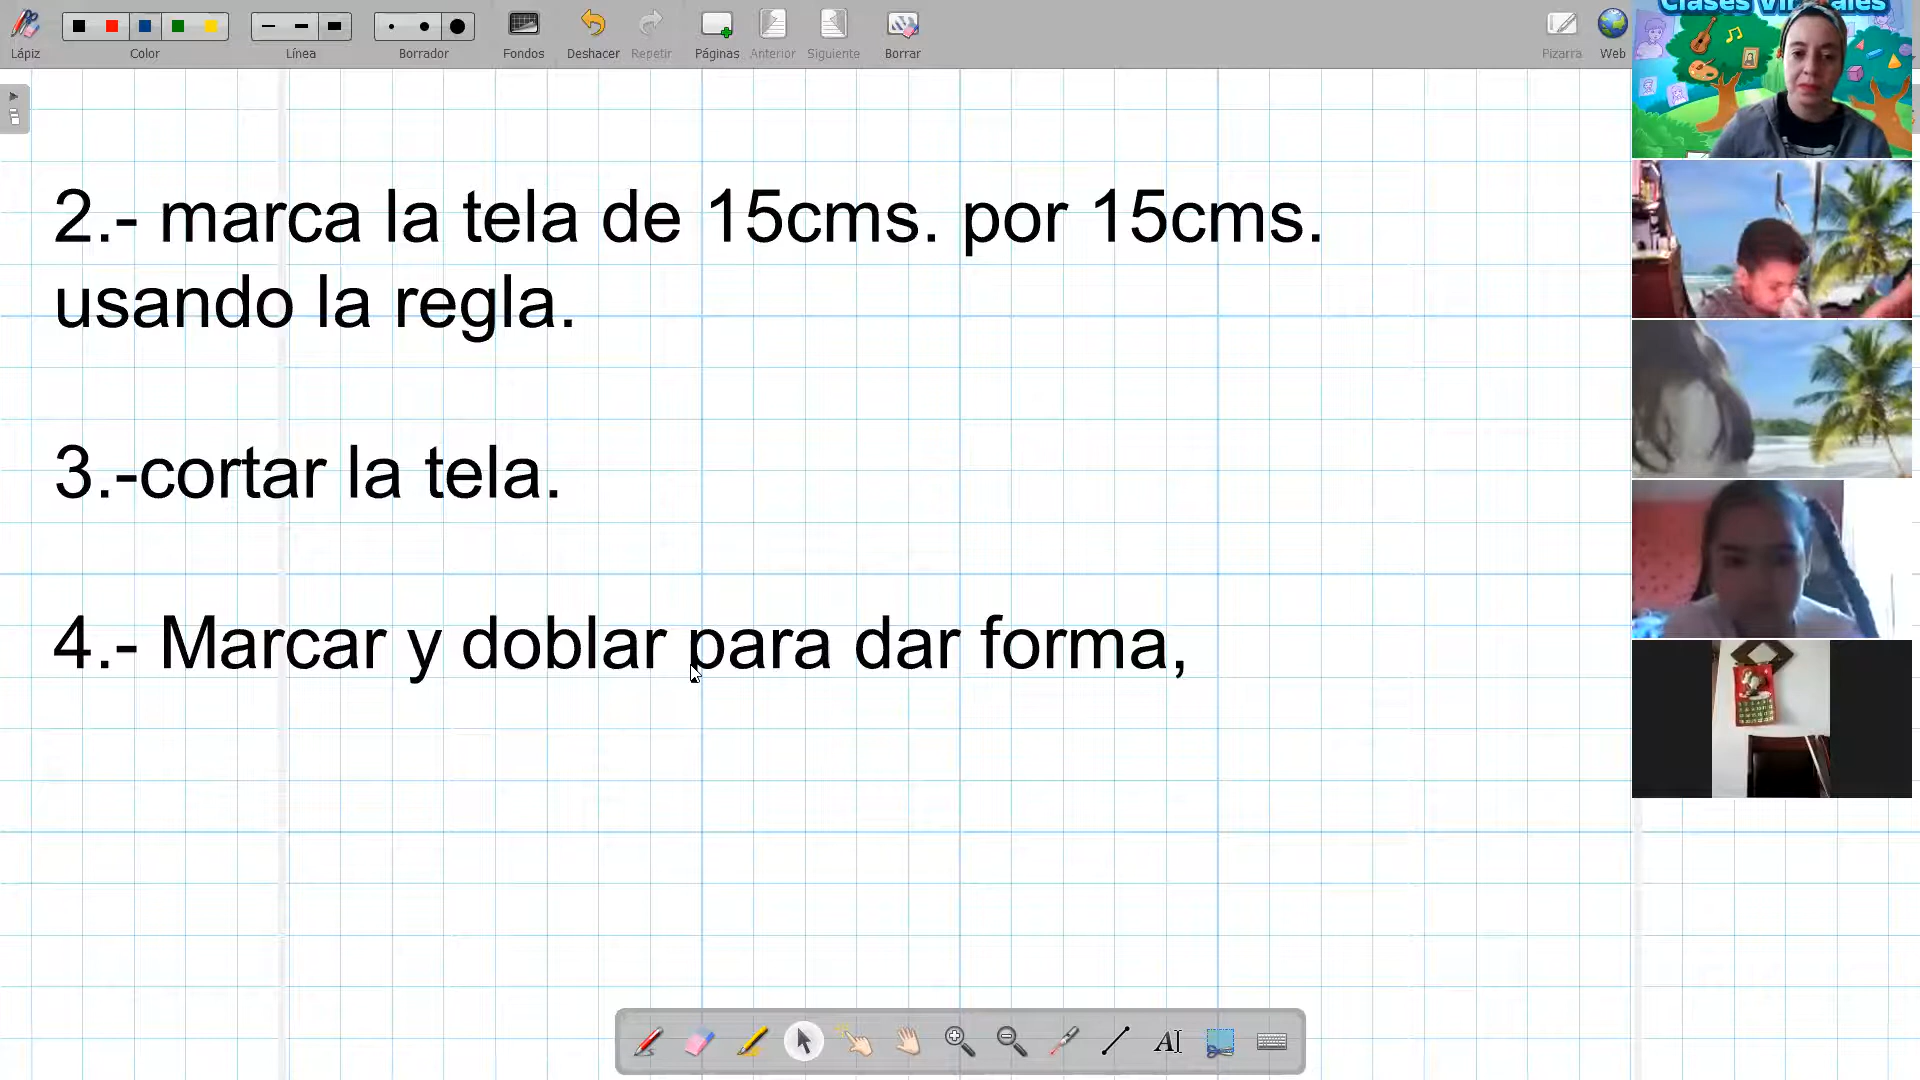 Lápiz
Color
Línea
Borrador
Fondos
Deshacer
Repetir
Páginas
Anterior
Siguiente
Borrar
Pizarra
Web
2.- marca la tela de 15cms. por 15cms.
usando la regla.
3.-cortar la tela.
4.- Marcar y doblar para dar forma,